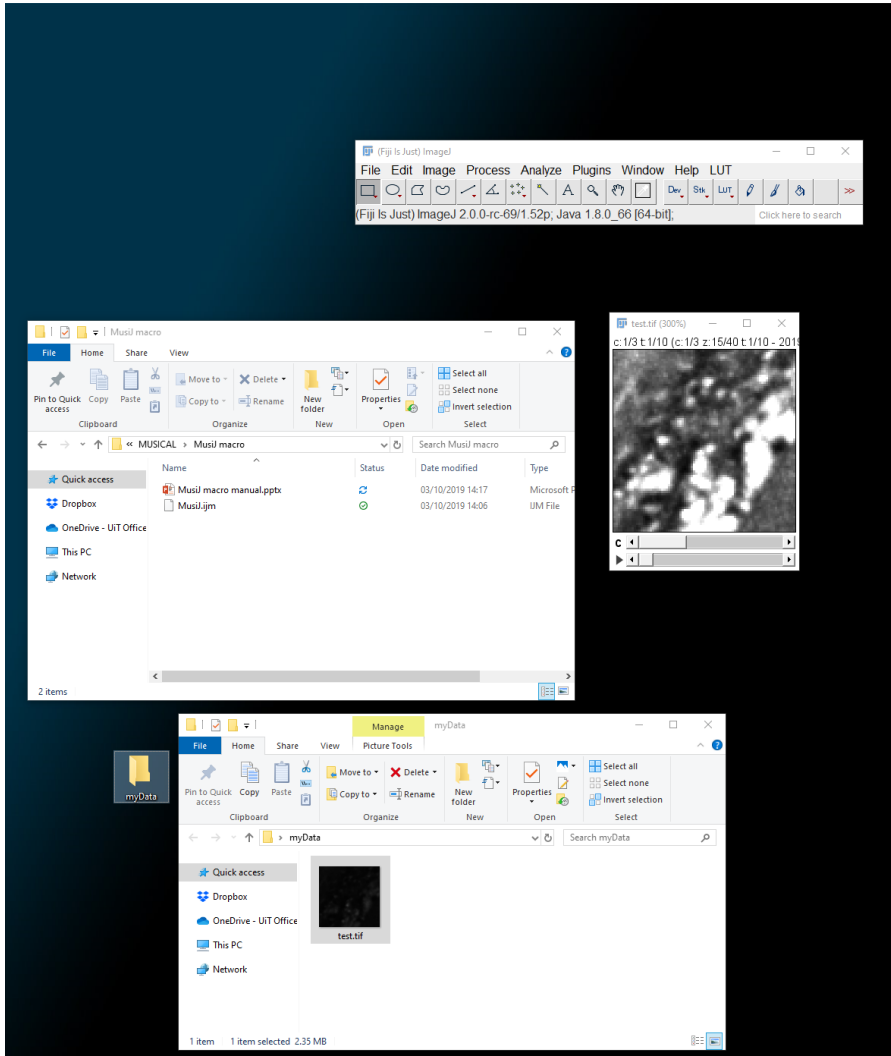 (Fiji Is Just) ImageJ
File Edit Image Process Analyze Plugins Window Help LUT
A Dev Stk LUT >>
(Fiji Is Just) ImageJ 2.0.0-rc-69/1.52p; Java 1.8.0_66 [64-bit]; Click here to search
MusiJ macro
File Home Share View
Pin to Quick access
Copy
Paste
Move to
Copy to
Delete
Rename
New folder
Properties
Select all
Select none
Invert selection
Clipboard Organize New Open Select
« MUSICAL > MusiJ macro Search MusiJ macro
Name Status Date modified Type
Quick access
Dropbox
OneDrive - UiT Office
This PC
Network
MusiJ macro manual.pptx 03/10/2019 14:17 Microsoft P
MusiJ.ijm 03/10/2019 14:06 IJM File
2 items
test.tif (300%)
c:1/3 t:1/10 (c:1/3 z:15/40 t:1/10 - 2019
c
Manage myData
File Home Share View Picture Tools
Pin to Quick access
Copy
Paste
Move to
Copy to
Delete
Rename
New folder
Properties
Select all
Select none
Invert selection
Clipboard Organize New Open Select
> myData Search myData
myData
Quick access
Dropbox
OneDrive - UiT Office
This PC
Network
test.tif
1 item 1 item selected 2.35 MB